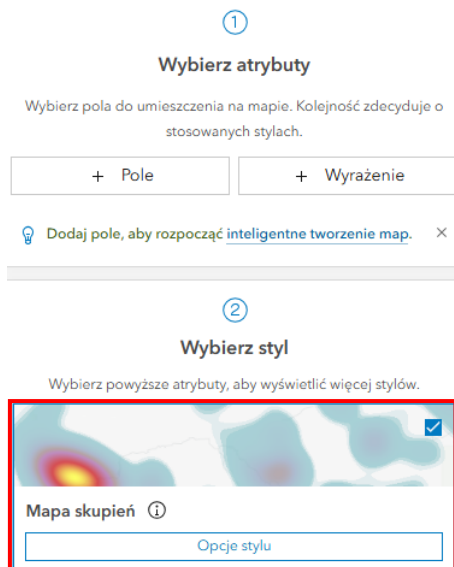 1
Wybierz atrybuty
Wybierz pola do umieszczenia na mapie. Kolejność zdecyduje o
stosowanych stylach.
+ Pole
+ Wyrażenie
Dodaj pole, aby rozpocząć inteligentne tworzenie map.
2
Wybierz styl
Wybierz powyższe atrybuty, aby wyświetlić więcej stylów.
Mapa skupień
Opcje stylu